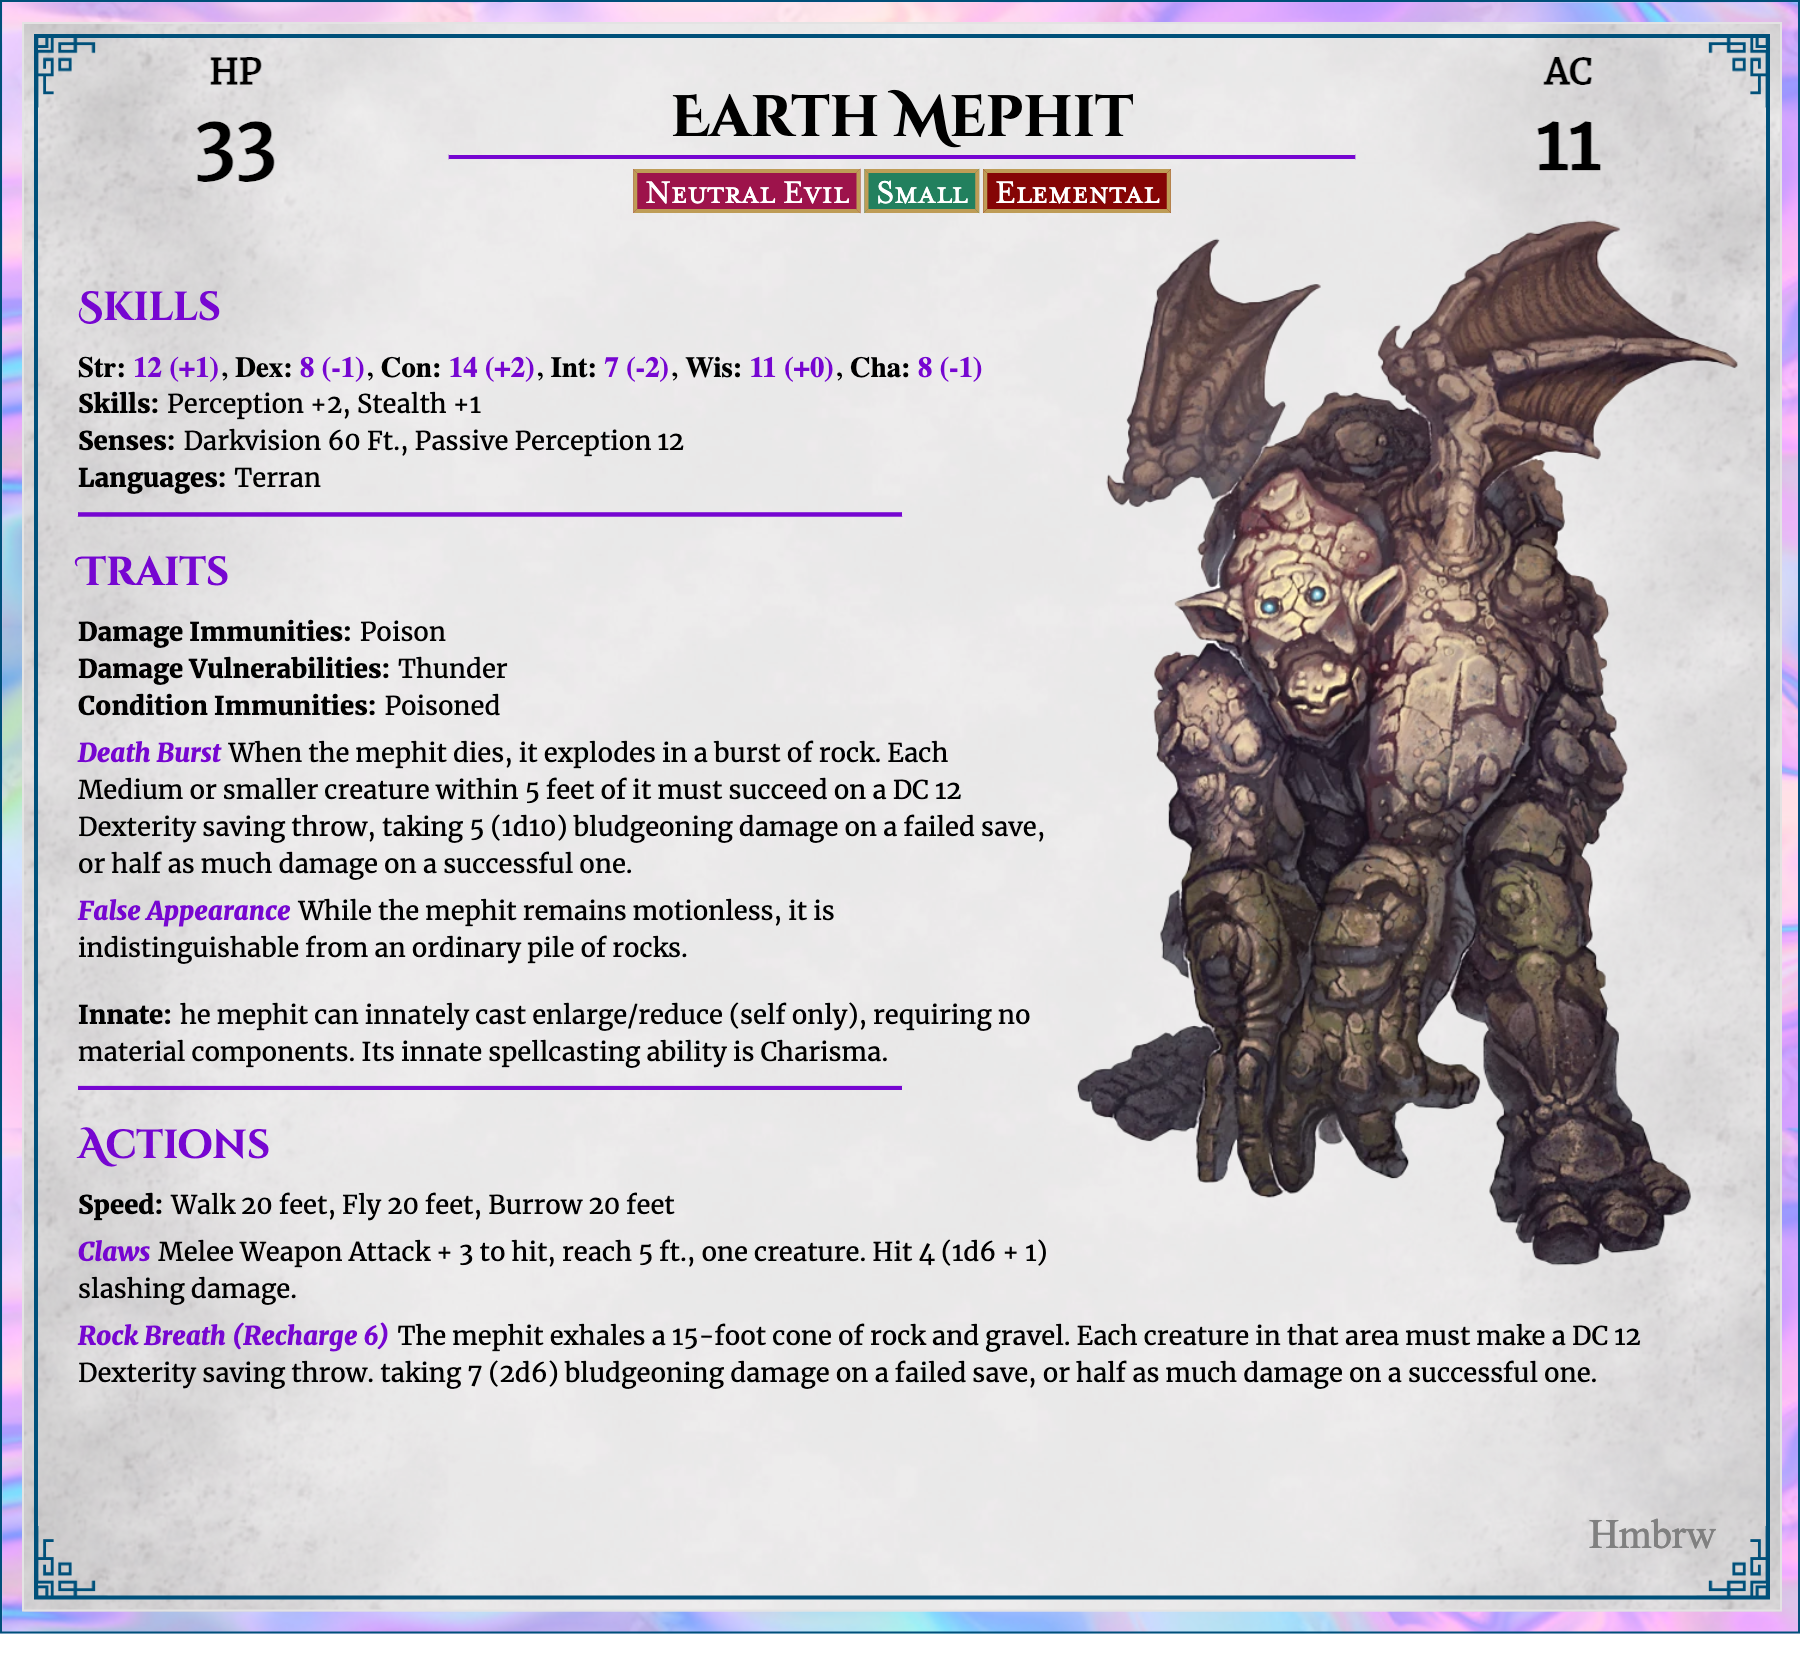 HP
33
Earth Mephit
AC
11
Neutral Evil Small Elemental
Skills
Str: 12 (+1), Dex: 8 (-1), Con: 14 (+2), Int: 7 (-2), Wis: 11 (+0), Cha: 8 (-1)
Skills: Perception +2, Stealth +1
Senses: Darkvision 60 Ft., Passive Perception 12
Languages: Terran
Traits
Damage Immunities: Poison
Damage Vulnerabilities: Thunder
Condition Immunities: Poisoned
Death Burst When the mephit dies, it explodes in a burst of rock. Each
Medium or smaller creature within 5 feet of it must succeed on a DC 12
Dexterity saving throw, taking 5 (1d10) bludgeoning damage on a failed save,
or half as much damage on a successful one.
False Appearance While the mephit remains motionless, it is
indistinguishable from an ordinary pile of rocks.
Innate: he mephit can innately cast enlarge/reduce (self only), requiring no
material components. Its innate spellcasting ability is Charisma.
Actions
Speed: Walk 20 feet, Fly 20 feet, Burrow 20 feet
Claws Melee Weapon Attack + 3 to hit, reach 5 ft., one creature. Hit 4 (1d6 + 1)
slashing damage.
Rock Breath (Recharge 6) The mephit exhales a 15-foot cone of rock and gravel. Each creature in that area must make a DC 12
Dexterity saving throw. taking 7 (2d6) bludgeoning damage on a failed save, or half as much damage on a successful one.
Hmbrw